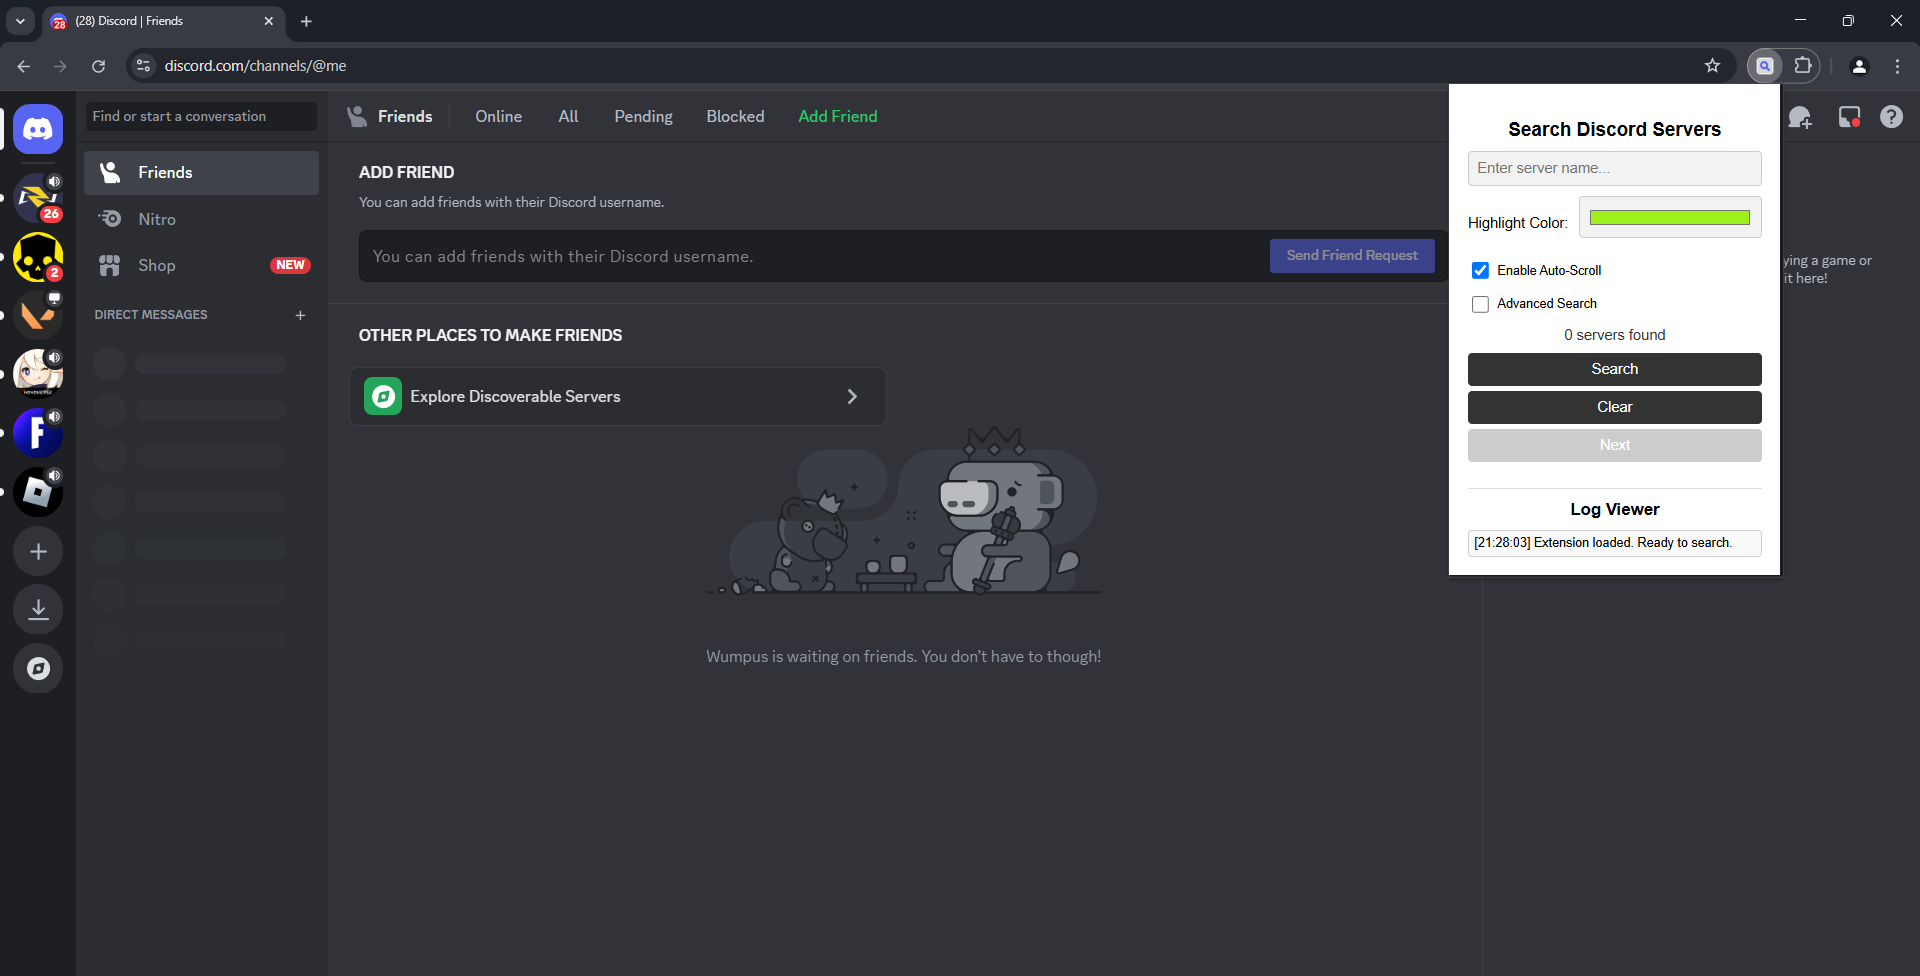 (28) Discord | Friends
28
discord.com/channels/@me
Find or start a conversation
Friends
Online
All
Pending
Blocked
Add Friend
Friends
Nitro
Shop
NEW
DIRECT MESSAGES
26
2
F
ADD FRIEND
You can add friends with their Discord username.
You can add friends with their Discord username.
Send Friend Request
OTHER PLACES TO MAKE FRIENDS
Explore Discoverable Servers
Wumpus is waiting on friends. You don't have to though!
Search Discord Servers
Enter server name...
Highlight Color:
Enable Auto-Scroll
Advanced Search
0 servers found
Search
Clear
Next
Log Viewer
[21:28:03] Extension loaded. Ready to search.
ying a game or
it here!